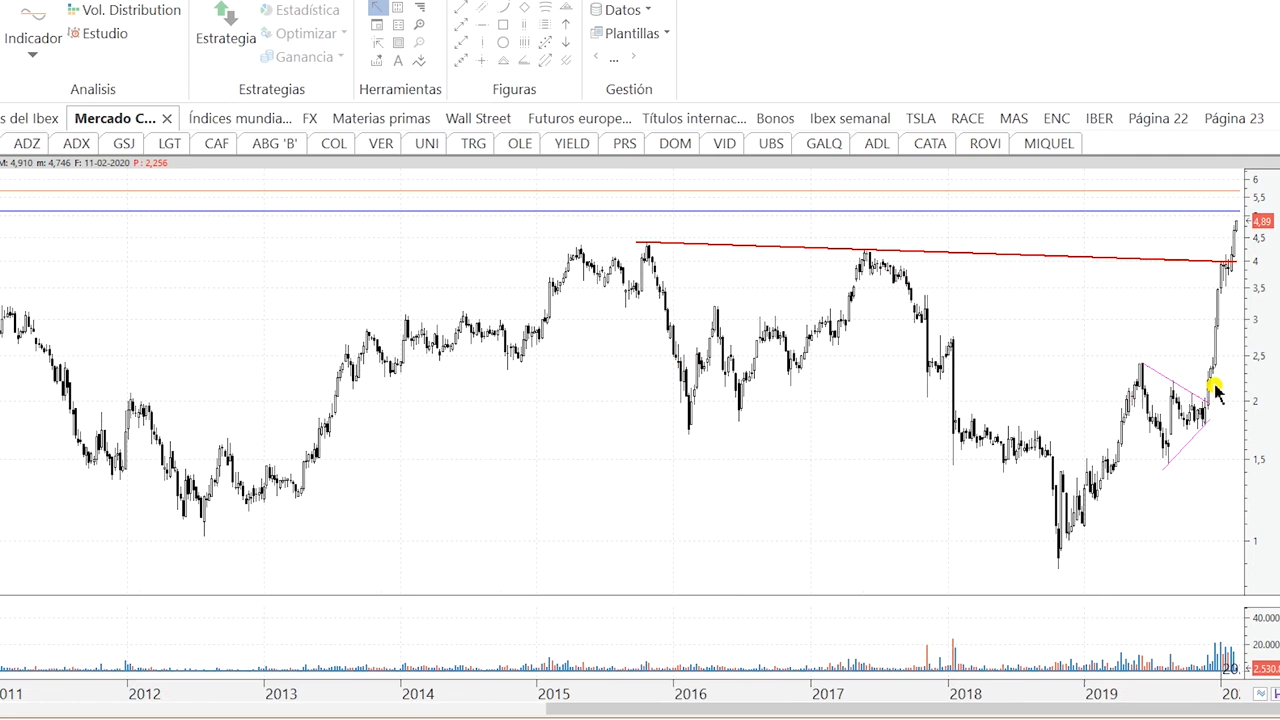 Vol. Distribution
Estadística
Indicador
Estudio
Estrategia
Optimizar
Ganancia
A
Datos
Plantillas
...
Analisis
Estrategias
Herramientas
Figuras
Gestión
s del Ibex
Mercado C...
Índices mundia...
FX
Materias primas
Wall Street
Futuros europe...
Títulos internac...
Bonos
Ibex semanal
TSLA
RACE
MAS
ENC
IBER
Página 22
Página 23
ADZ
ADX
GSJ
LGT
CAF
ABG 'B'
COL
VER
UNI
TRG
OLE
YIELD
PRS
DOM
VID
UBS
GALQ
ADL
CATA
ROVI
MIQUEL
M: 4,910 m: 4,746 F: 11-02-2020 P : 2,256
6
5,5
4,89
4,5
4
3,5
3
2,5
2
1,5
1
40.000
20.000
2.530.0
20.
011
2012
2013
2014
2015
2016
2017
2018
2019
202
H